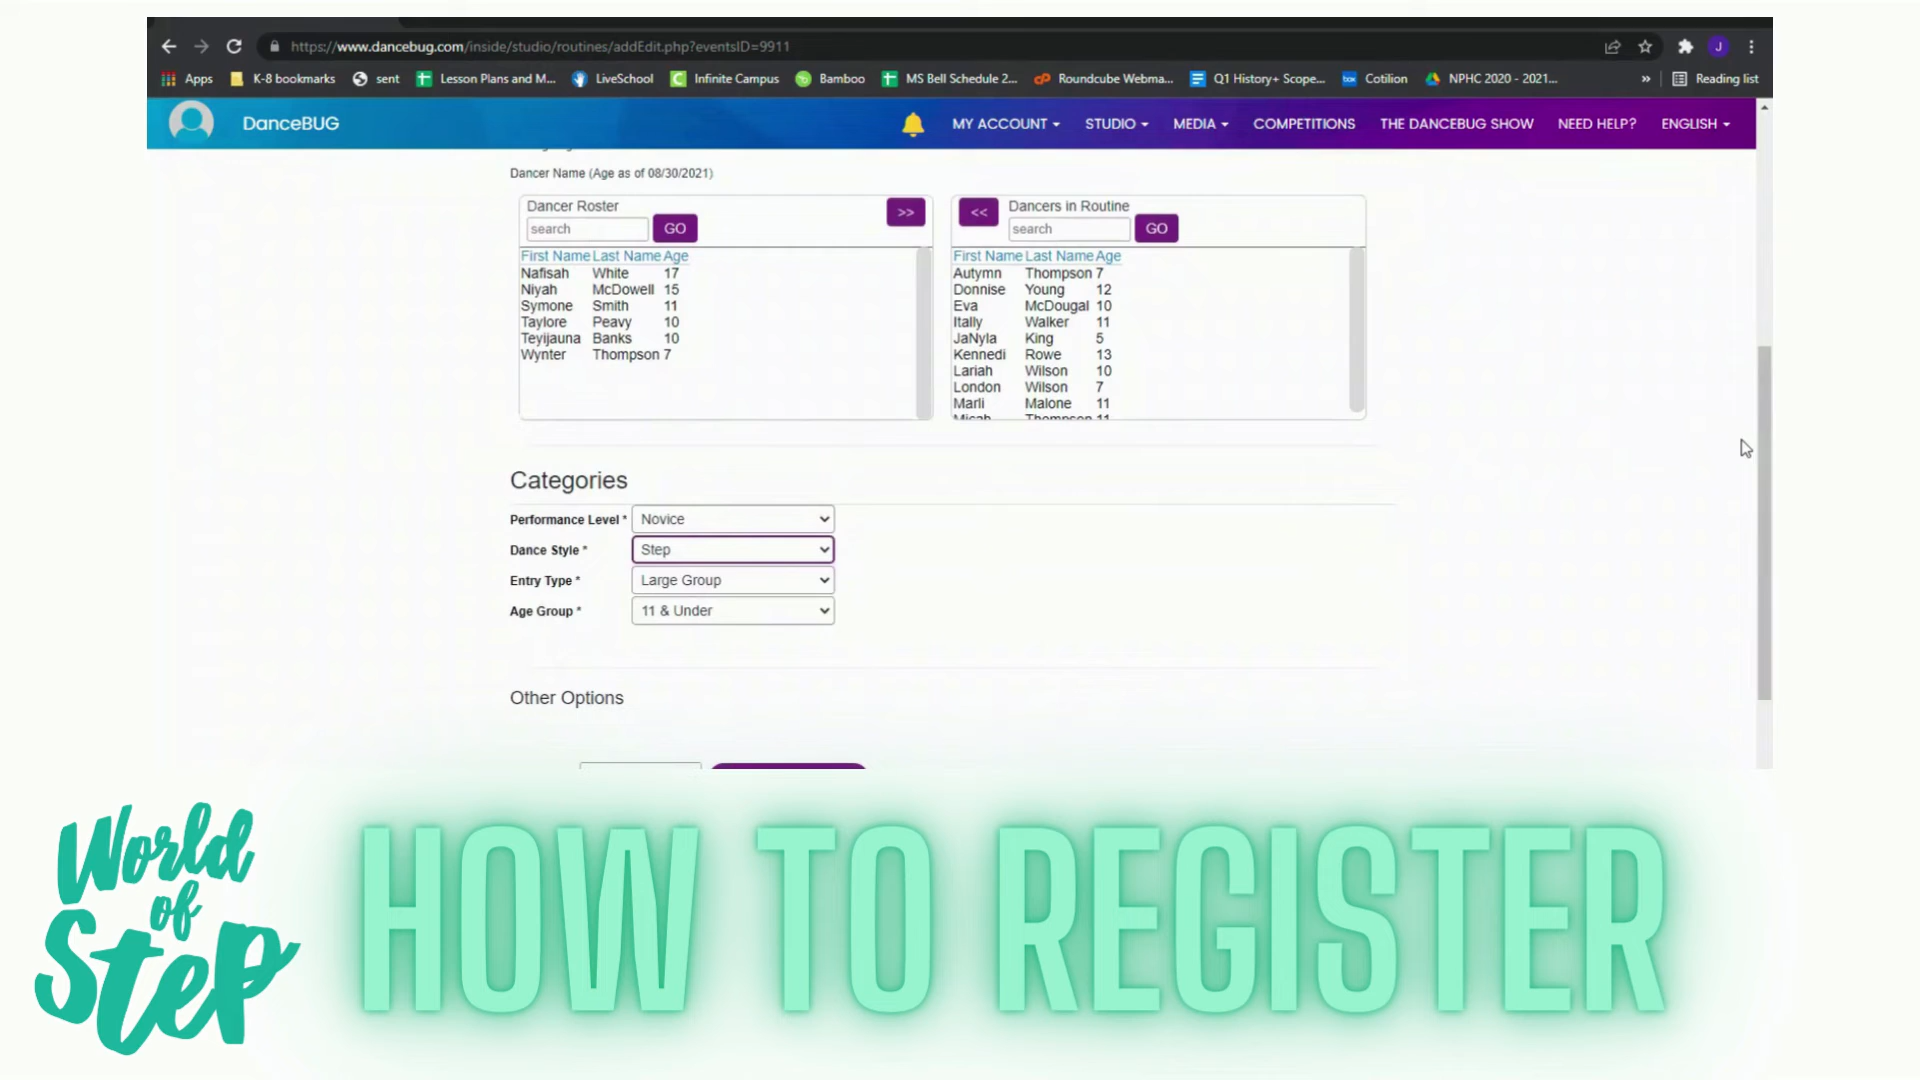 https://www.dancebug.com/inside/studio/routines/addEdit.php?eventsID=9911
J
Apps K-8 bookmarks sent Lesson Plans and M... LiveSchool Infinite Campus Bamboo MS Bell Schedule 2... Roundcube Webma... Q1 History+ Scope... Cotilion NPHC 2020 - 2021... » Reading list
DanceBUG MY ACCOUNT STUDIO MEDIA COMPETITIONS THE DANCEBUG SHOW NEED HELP? ENGLISH
Dancer Name (Age as of 08/30/2021)
Dancer Roster
search GO >>
First Name Last Name Age
Nafisah White 17
Niyah McDowell 15
Symone Smith 11
Taylore Peavy 10
Teyijauna Banks 10
Wynter Thompson 7
<< Dancers in Routine
search GO
First Name Last Name Age
Autymn Thompson 7
Donnise Young 12
Eva McDougal 10
Itally Walker 11
JaNyla King 5
Kennedi Rowe 13
Lariah Wilson 10
London Wilson 7
Marli Malone 11
Micah Thompson 11
Categories
Performance Level * Novice
Dance Style * Step
Entry Type * Large Group
Age Group * 11 & Under
Other Options
World
of
Step
HOW TO REGISTER